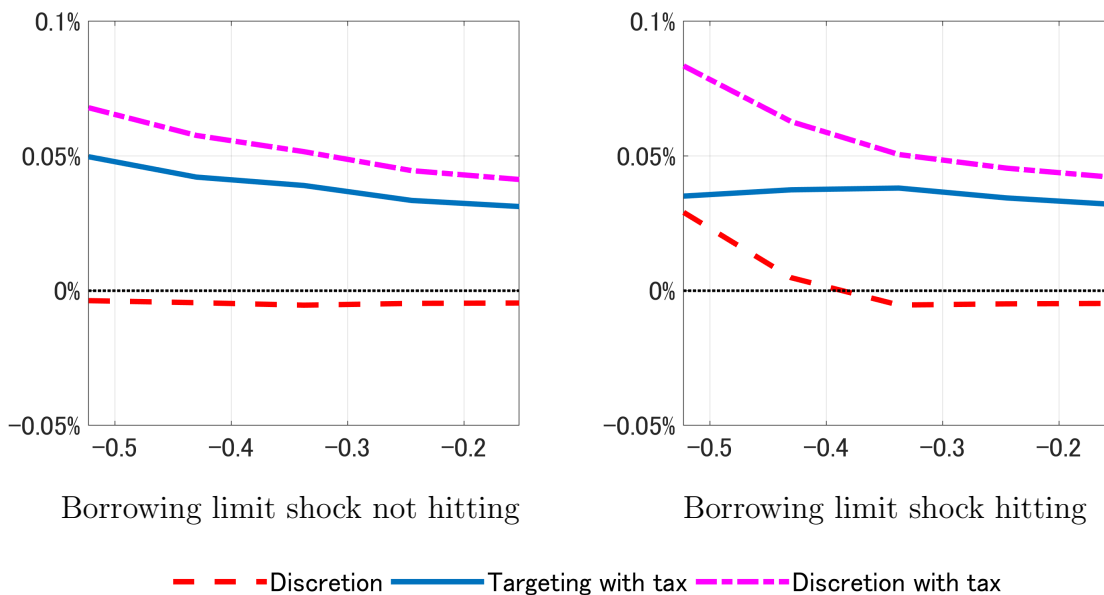 0.1%
0.05%
0%
−0.05%
−0.5 −0.4 −0.3 −0.2
Borrowing limit shock not hitting
0.1%
0.05%
0%
−0.05%
−0.5 −0.4 −0.3 −0.2
Borrowing limit shock hitting
Discretion Targeting with tax Discretion with tax